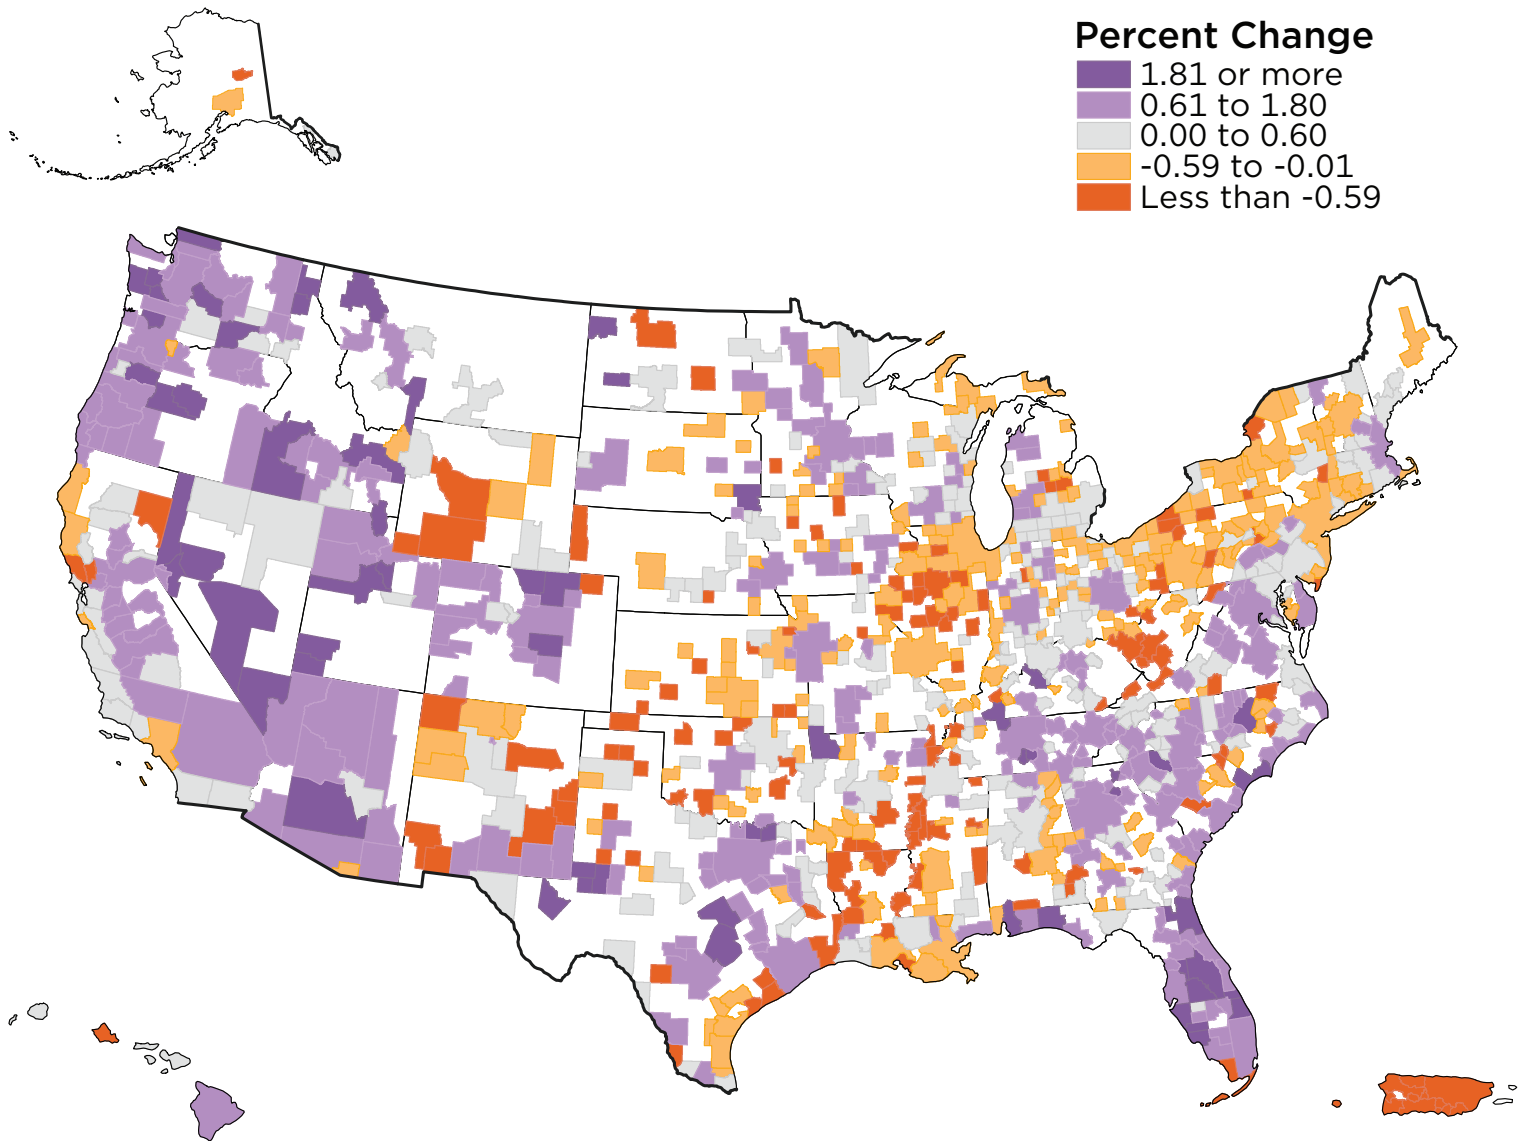 Percent Change
1.81 or more
0.61 to 1.80
0.00 to 0.60
-0.59 to -0.01
Less than -0.59